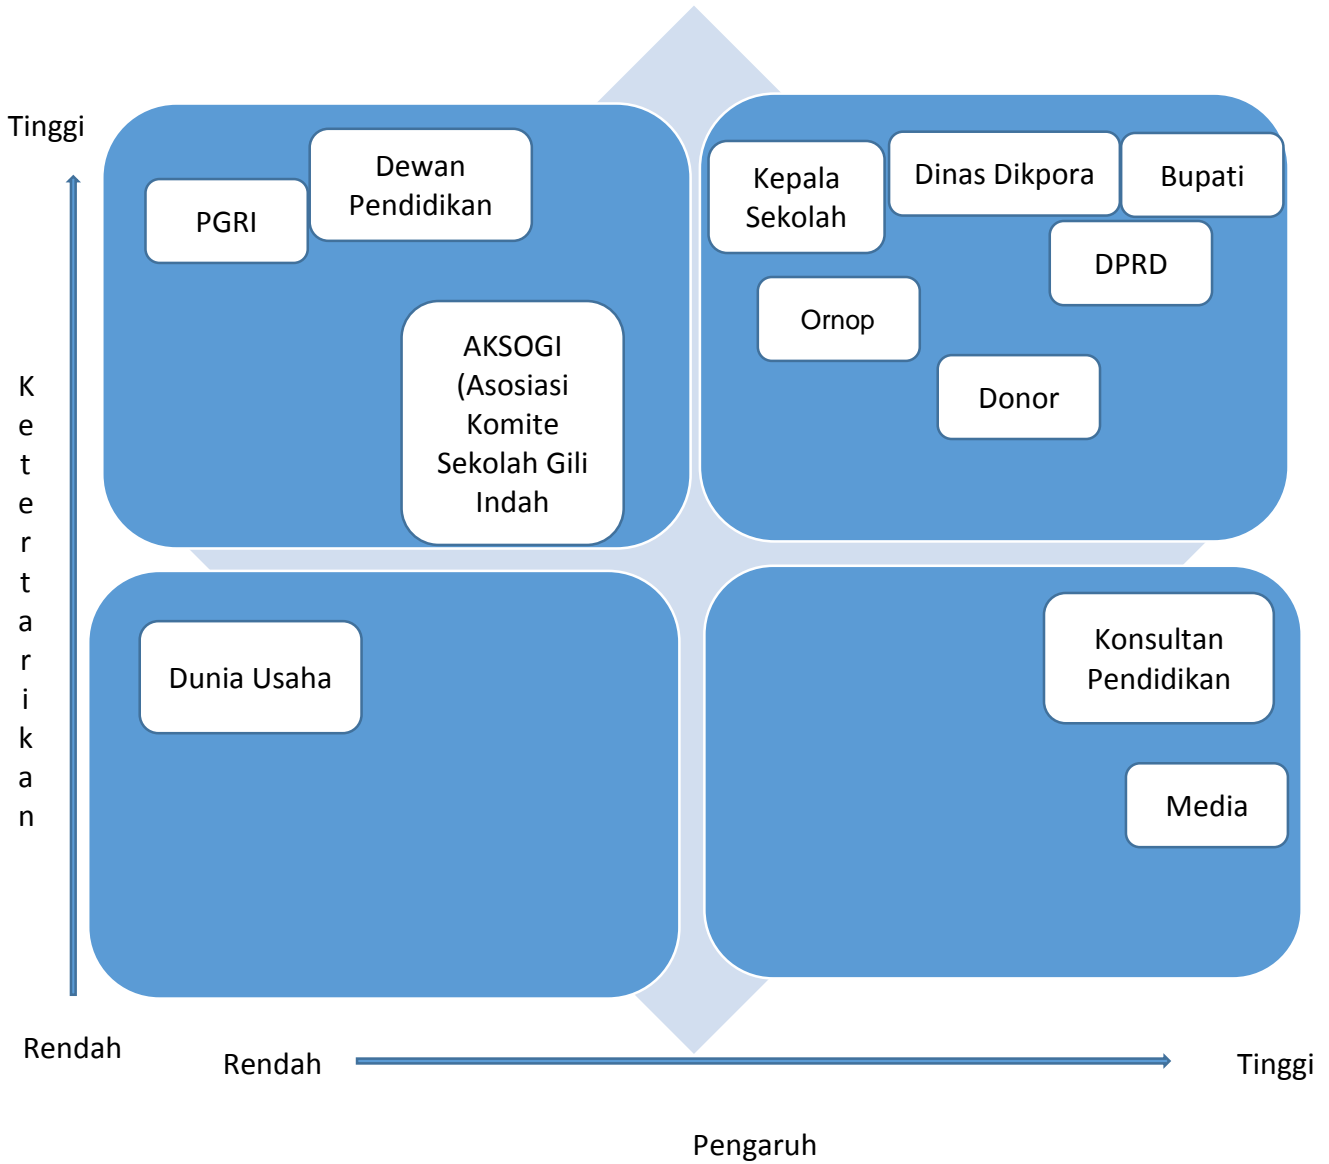 Tinggi
Dewan
Pendidikan
PGRI
Kepala
Sekolah
Dinas Dikpora
Bupati
DPRD
Ornop
Donor
AKSOGI
(Asosiasi
Komite
Sekolah Gili
Indah
K
e
t
e
r
t
a
r
i
k
a
n
Dunia Usaha
Konsultan
Pendidikan
Media
Rendah
Rendah
Tinggi
Pengaruh